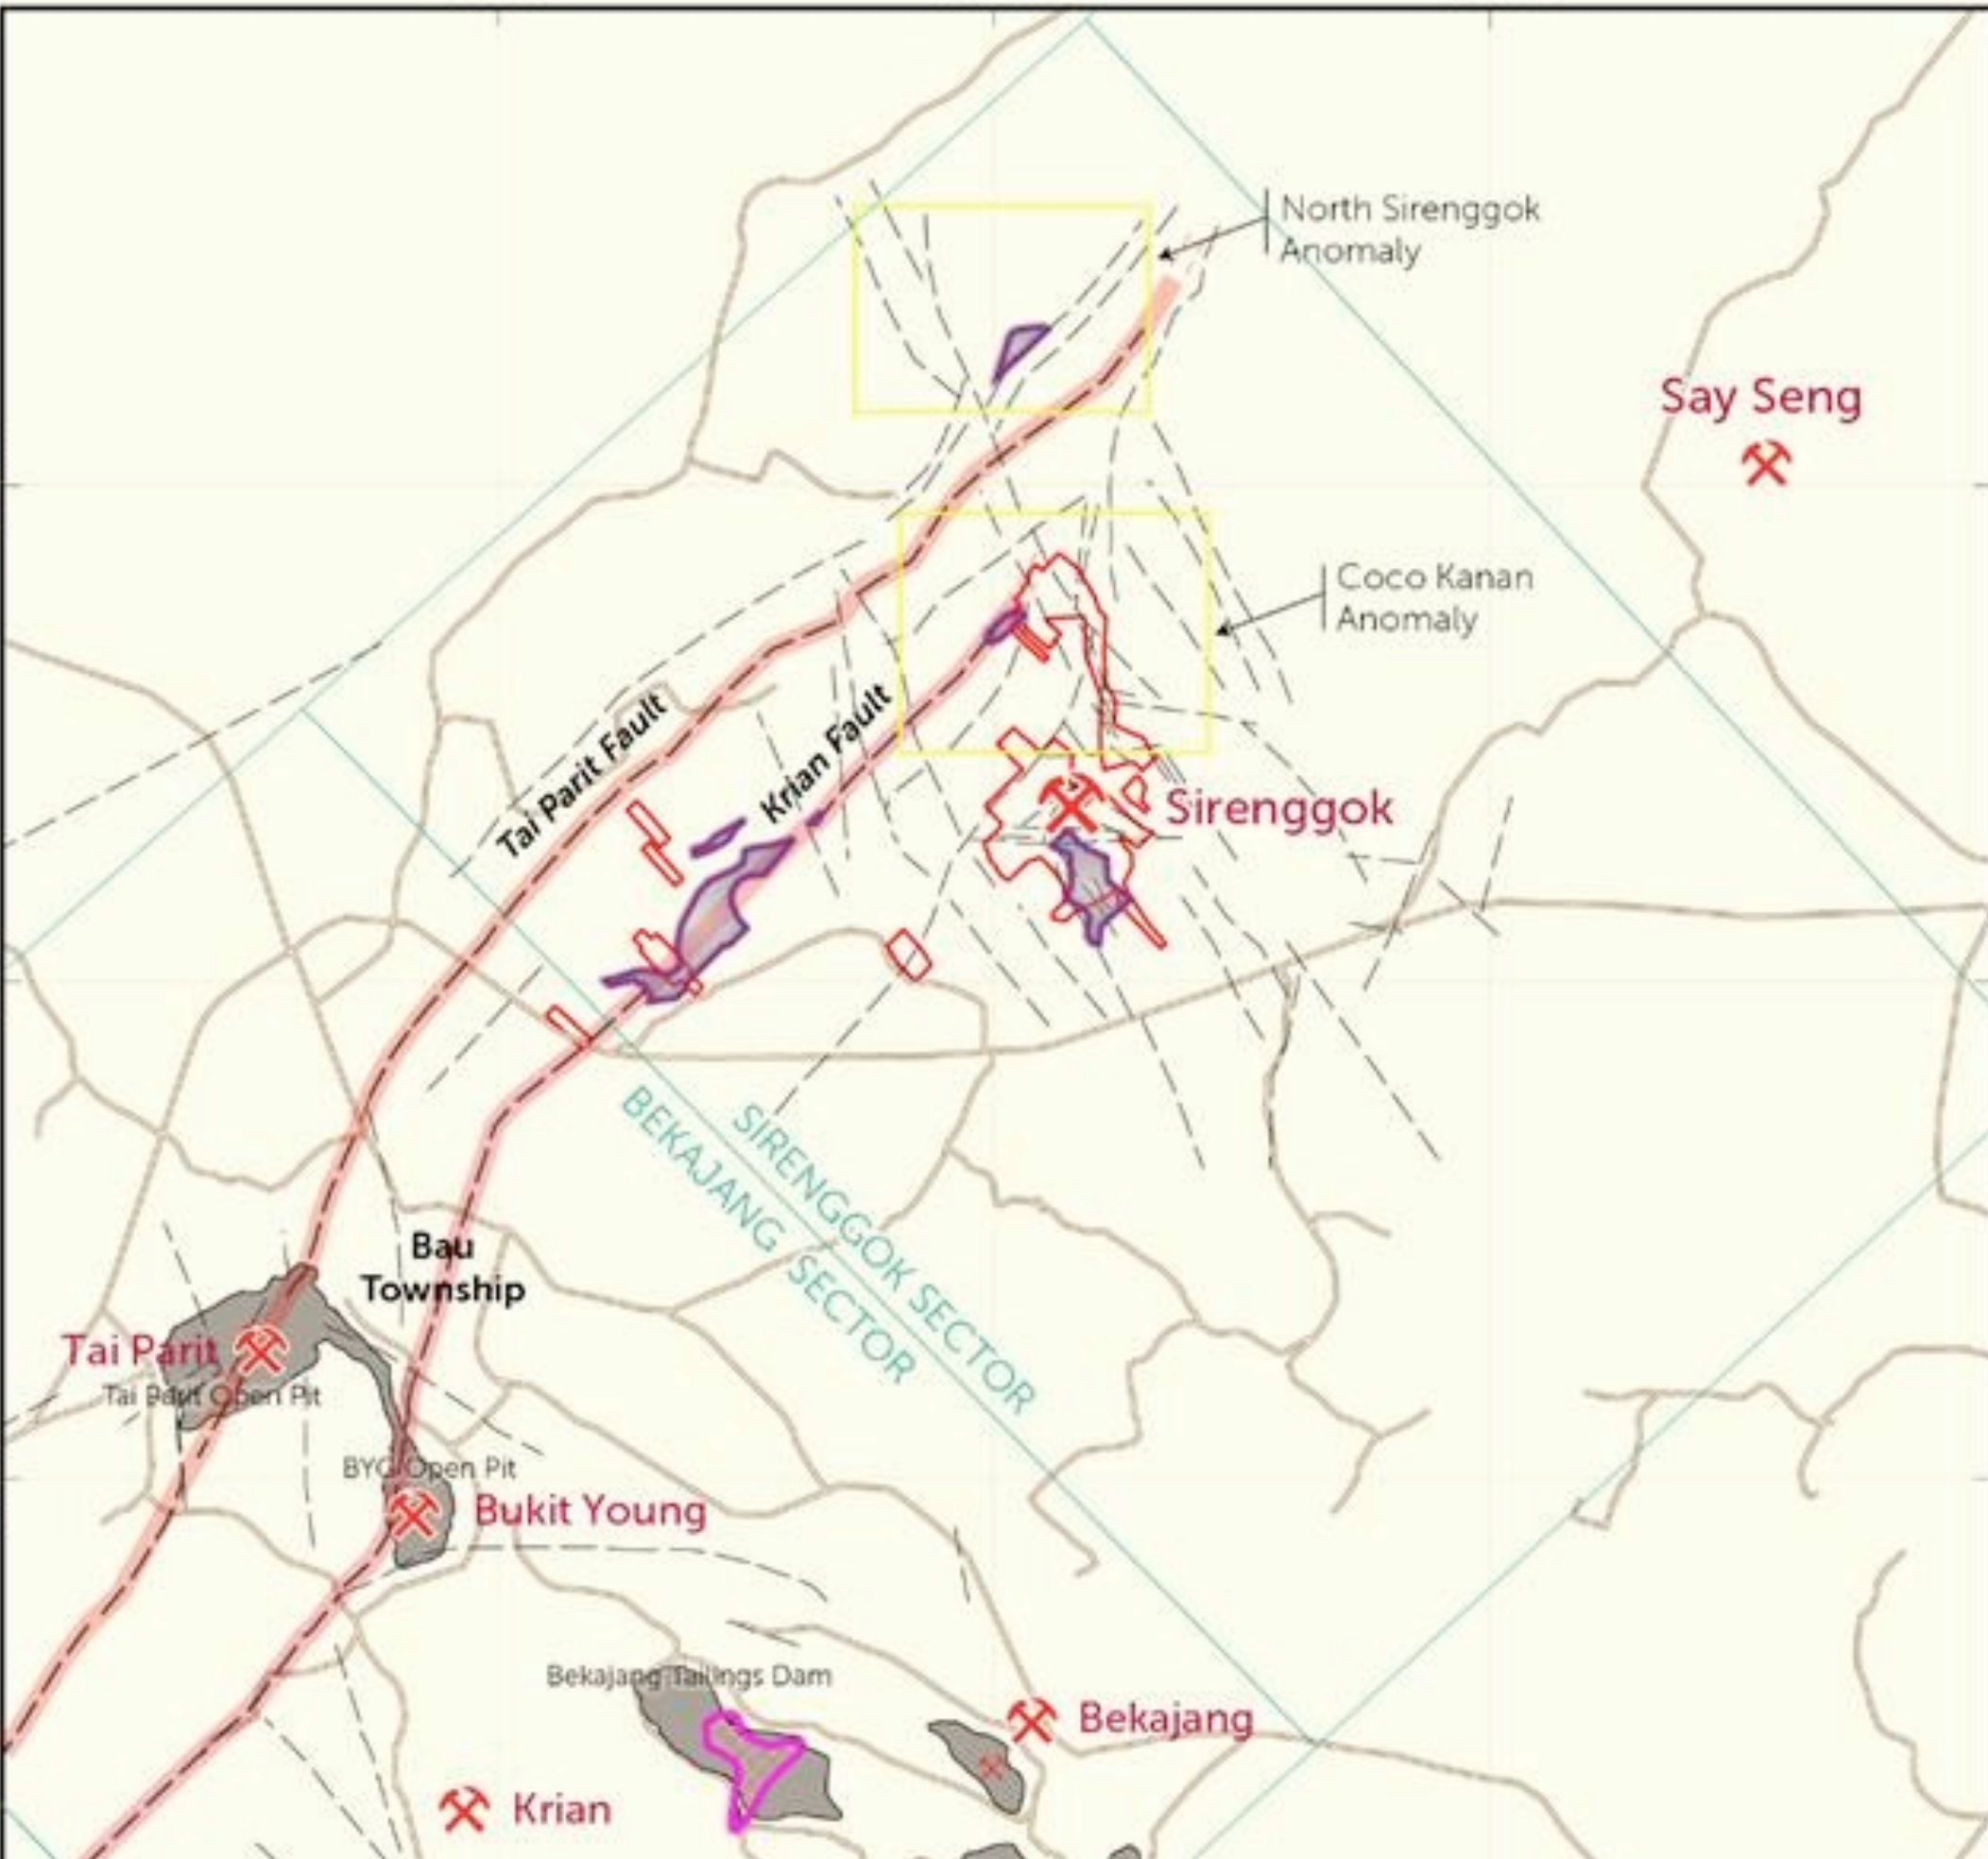 North Sirenggok
Anomaly
Say Seng
Coco Kanan
Anomaly
Tai Parit Fault
Krian Fault
Sirenggok
SIRENGGOK SECTOR
BEKAJANG SECTOR
Bau
Township
Tai Parit
Tai Parit Open Pit
BYG Open Pit
Bukit Young
Bekajang Tailings Dam
Bekajang
Krian